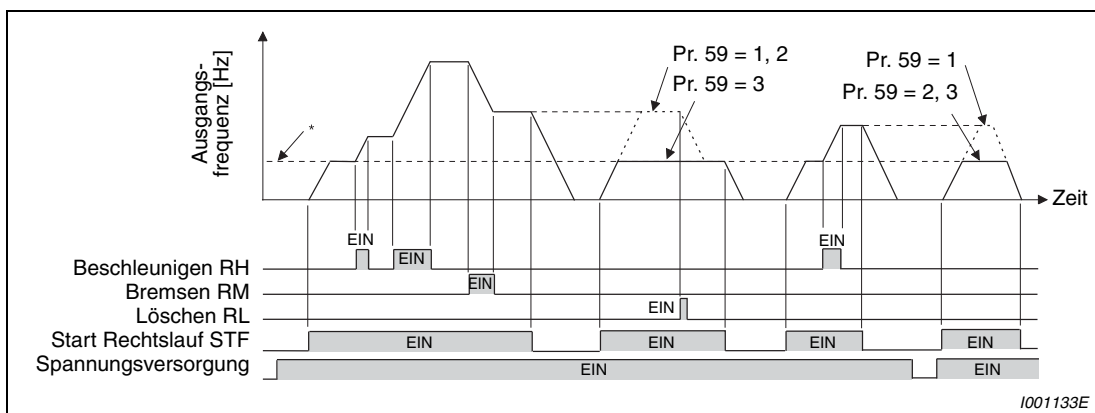 Ausgangs-
frequenz [Hz]
*
Pr. 59 = 1, 2
Pr. 59 = 3
Pr. 59 = 1
Pr. 59 = 2, 3
Zeit
EIN
EIN
EIN
Beschleunigen RH
EIN
Bremsen RM
EIN
Löschen RL
EIN
EIN
EIN
EIN
Start Rechtslauf STF
EIN
EIN
Spannungsversorgung
I001133E